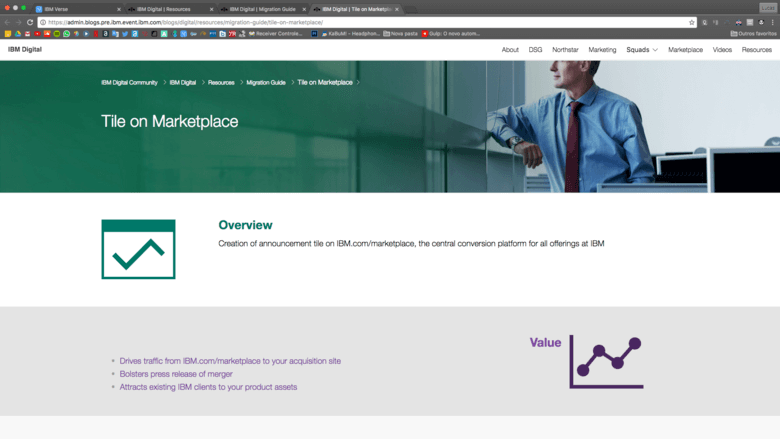 IBM Verse
IBM Digital | Resources
IBM Digital | Migration Guide
IBM Digital | Tile on Marketpla
https://admin.blogs.pre.ibm.event.ibm.com/blogs/digital/resources/migration-guide/tile-on-marketplace/
Receiver Controle... XaBuM! - Headphon... Nova pasta Gulp: O novo autom... Outros favoritos
IBM Digital
About DSG Northstar Marketing Squads Marketplace Videos Resources
IBM Digital Community > IBM Digital > Resources > Migration Guide > Tile on Marketplace >
Tile on Marketplace
Overview
Creation of announcement tile on IBM.com/marketplace, the central conversion platform for all offerings at IBM
Value
Drives traffic from IBM.com/marketplace to your acquisition site
Bolsters press release of merger
Attracts existing IBM clients to your product assets